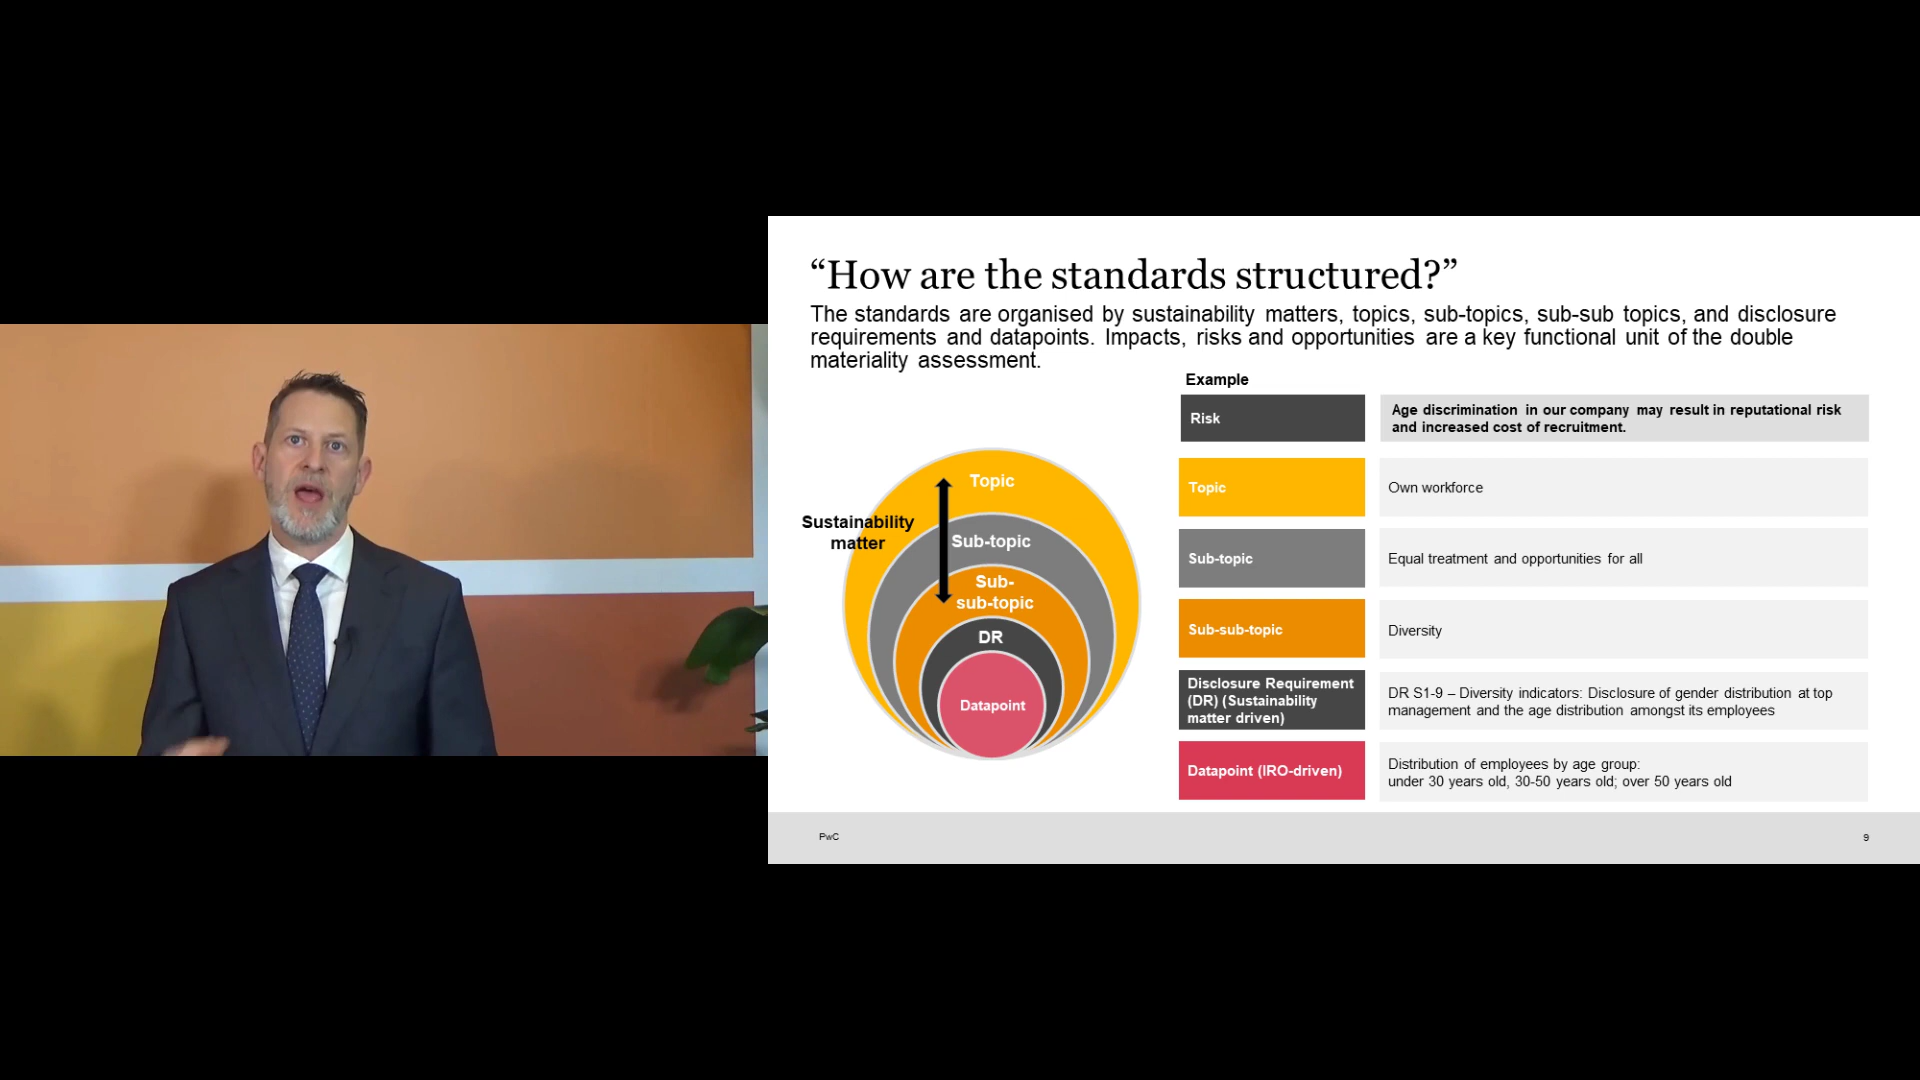 “How are the standards structured?”
The standards are organised by sustainability matters, topics, sub-topics, sub-sub topics, and disclosure
requirements and datapoints. Impacts, risks and opportunities are a key functional unit of the double
materiality assessment.
Sustainability
matter
Topic
Sub-topic
Sub-
sub-topic
DR
Datapoint
Example
Risk
Age discrimination in our company may result in reputational risk
and increased cost of recruitment.
Topic
Own workforce
Sub-topic
Equal treatment and opportunities for all
Sub-sub-topic
Diversity
Disclosure Requirement
(DR) (Sustainability
matter driven)
DR S1-9 – Diversity indicators: Disclosure of gender distribution at top
management and the age distribution amongst its employees
Datapoint (IRO-driven)
Distribution of employees by age group:
under 30 years old, 30-50 years old; over 50 years old
PwC
9